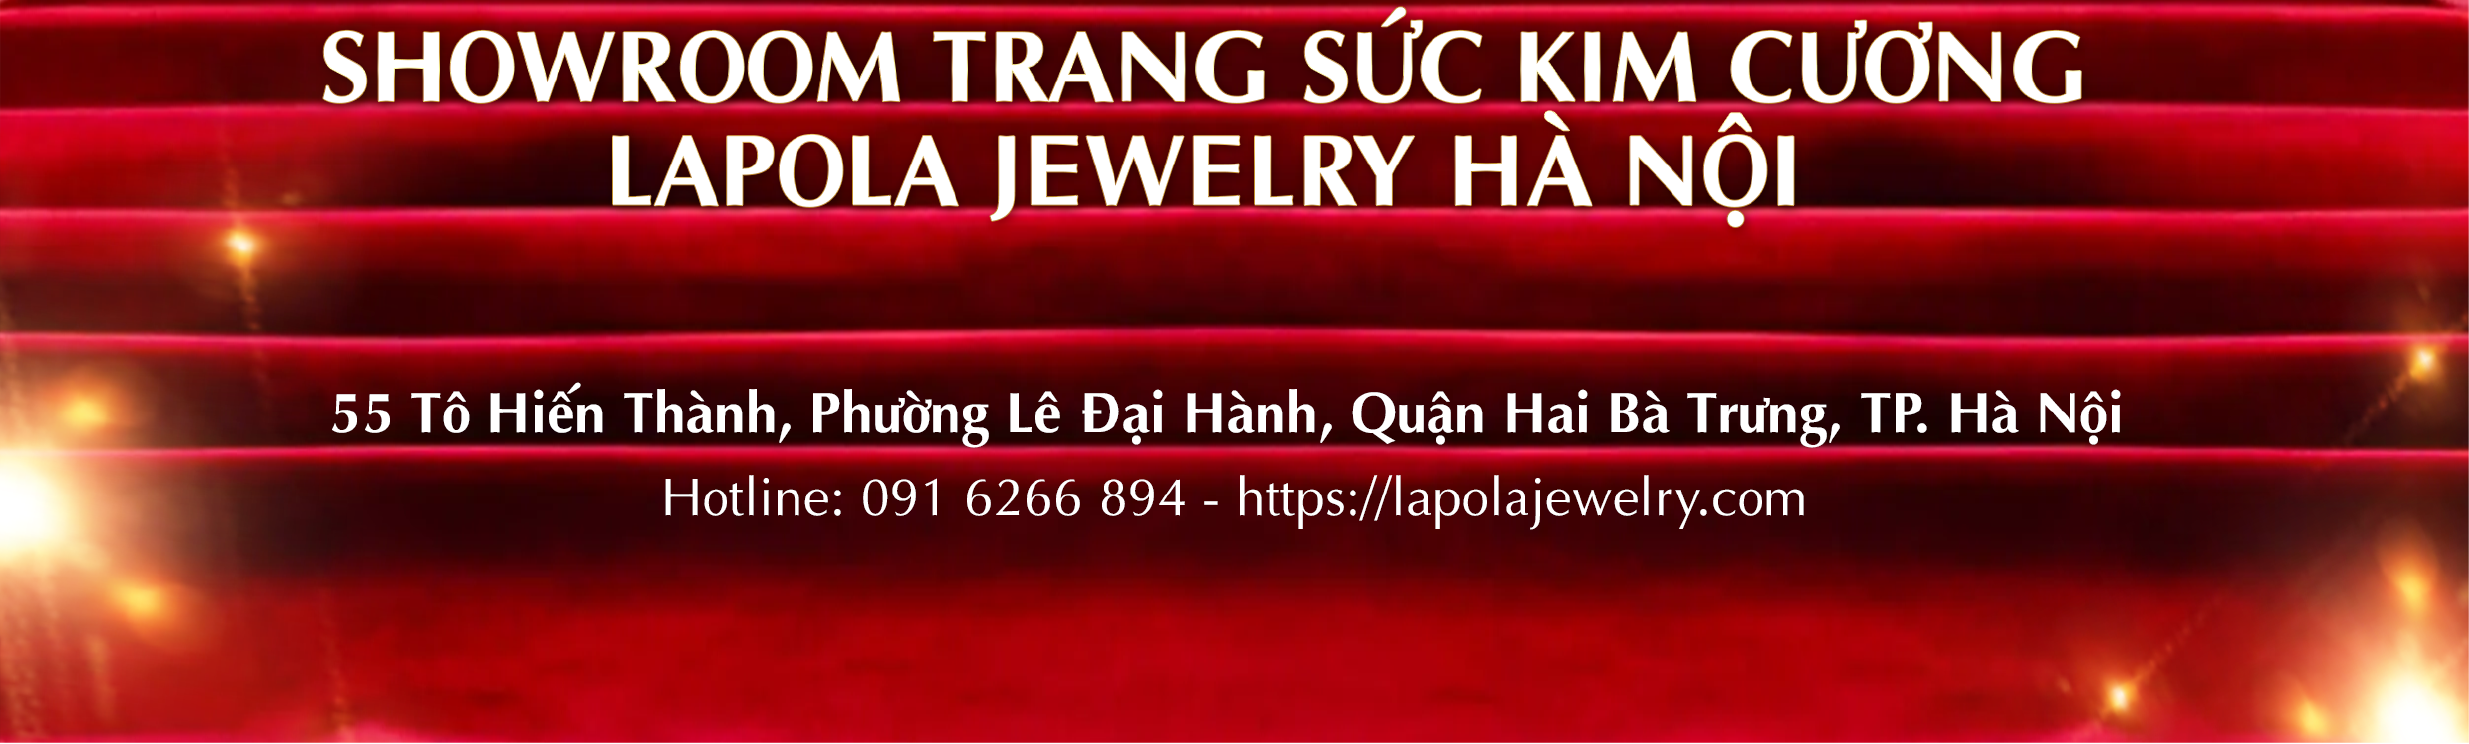 SHOWROOM TRANG SỨC KIM CƯƠNG
LAPOLA JEWELRY HÀ NỘI
55 Tô Hiến Thành, Phường Lê Đại Hành, Quận Hai Bà Trưng, TP. Hà Nội
Hotline: 091 6266 894 - https://lapolajewelry.com